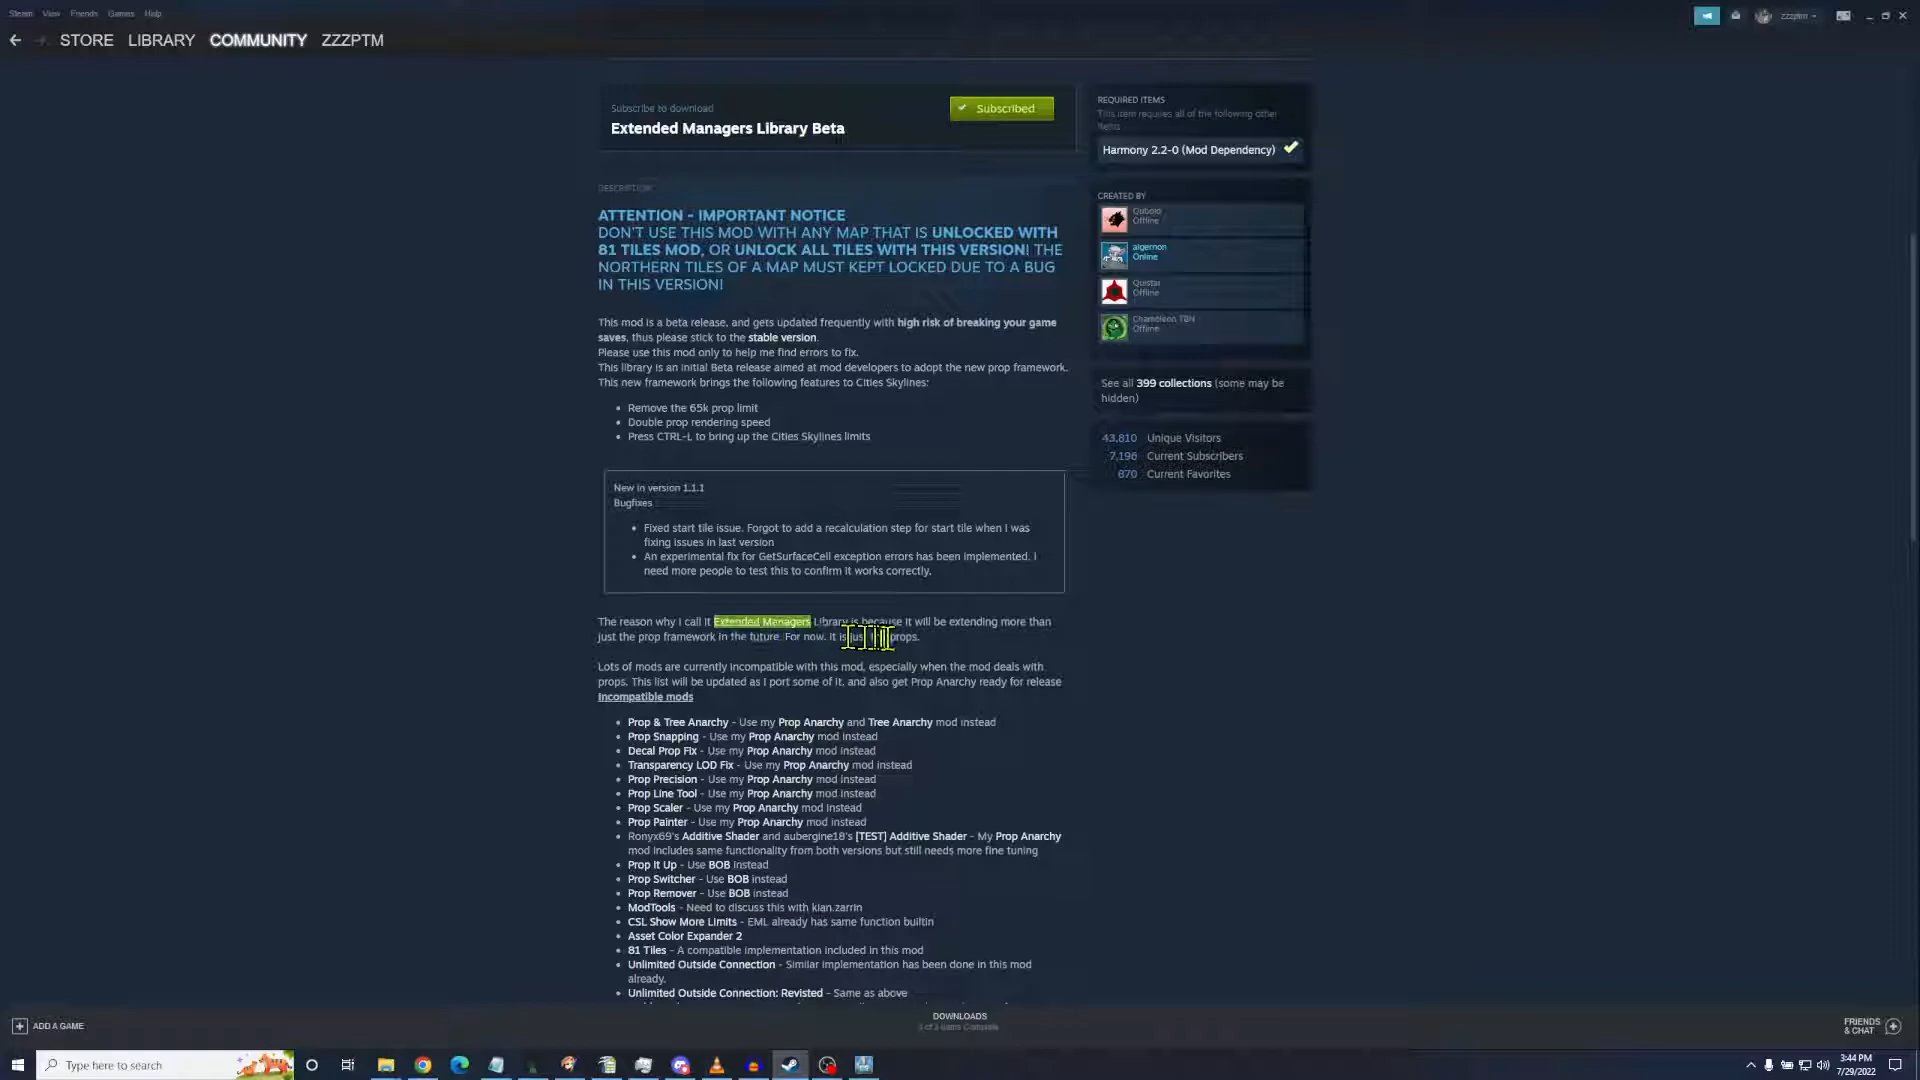 Steam View Friends Games Help
zzzptm
STORE LIBRARY COMMUNITY ZZZPTM
Subscribe to download
Extended Managers Library Beta
Subscribed
DESCRIPTION
ATTENTION - IMPORTANT NOTICE
DON'T USE THIS MOD WITH ANY MAP THAT IS UNLOCKED WITH
81 TILES MOD, OR UNLOCK ALL TILES WITH THIS VERSION! THE
NORTHERN TILES OF A MAP MUST KEPT LOCKED DUE TO A BUG
IN THIS VERSION!
This mod is a beta release, and gets updated frequently with high risk of breaking your game
saves, thus please stick to the stable version.
Please use this mod only to help me find errors to fix.
This library is an initial Beta release aimed at mod developers to adopt the new prop framework.
This new framework brings the following features to Cities Skylines:
Remove the 65k prop limit
Double prop rendering speed
Press CTRL-L to bring up the Cities Skylines limits
New in version 1.1.1
Bugfixes
Fixed start tile issue. Forgot to add a recalculation step for start tile when I was
fixing issues in last version
An experimental fix for GetSurfaceCell exception errors has been implemented. I
need more people to test this to confirm it works correctly.
The reason why I call it Extended Managers Library is because it will be extending more than
just the prop framework in the future. For now, it is just props.
Lots of mods are currently incompatible with this mod, especially when the mod deals with
props. This list will be updated as I port some of it, and also get Prop Anarchy ready for release
Incompatible mods
Prop & Tree Anarchy - Use my Prop Anarchy and Tree Anarchy mod instead
Prop Snapping - Use my Prop Anarchy mod instead
Decal Prop Fix - Use my Prop Anarchy mod instead
Transparency LOD Fix - Use my Prop Anarchy mod instead
Prop Precision - Use my Prop Anarchy mod instead
Prop Line Tool - Use my Prop Anarchy mod instead
Prop Scaler - Use my Prop Anarchy mod instead
Prop Painter - Use my Prop Anarchy mod instead
Ronyx69's Additive Shader and aubergine18's [TEST] Additive Shader - My Prop Anarchy
mod includes same functionality from both versions but still needs more fine tuning
Prop It Up - Use BOB instead
Prop Switcher - Use BOB instead
Prop Remover - Use BOB instead
ModTools - Need to discuss this with kian.zarrin
CSL Show More Limits - EML already has same function builtin
Asset Color Expander 2
81 Tiles - A compatible implementation included in this mod
Unlimited Outside Connection - Similar implementation has been done in this mod
already.
Unlimited Outside Connection: Revisted - Same as above
REQUIRED ITEMS
This item requires all of the following other
items
Harmony 2.2-0 (Mod Dependency)
CREATED BY
Quboid
Offline
algernon
Online
Quistar
Offline
Chamëleon TBN
Offline
See all 399 collections (some may be
hidden)
43,810 Unique Visitors
7,196 Current Subscribers
670 Current Favorites
ADD A GAME
DOWNLOADS
3 of 3 Items Complete
FRIENDS
& CHAT
Type here to search
3:44 PM
7/29/2022